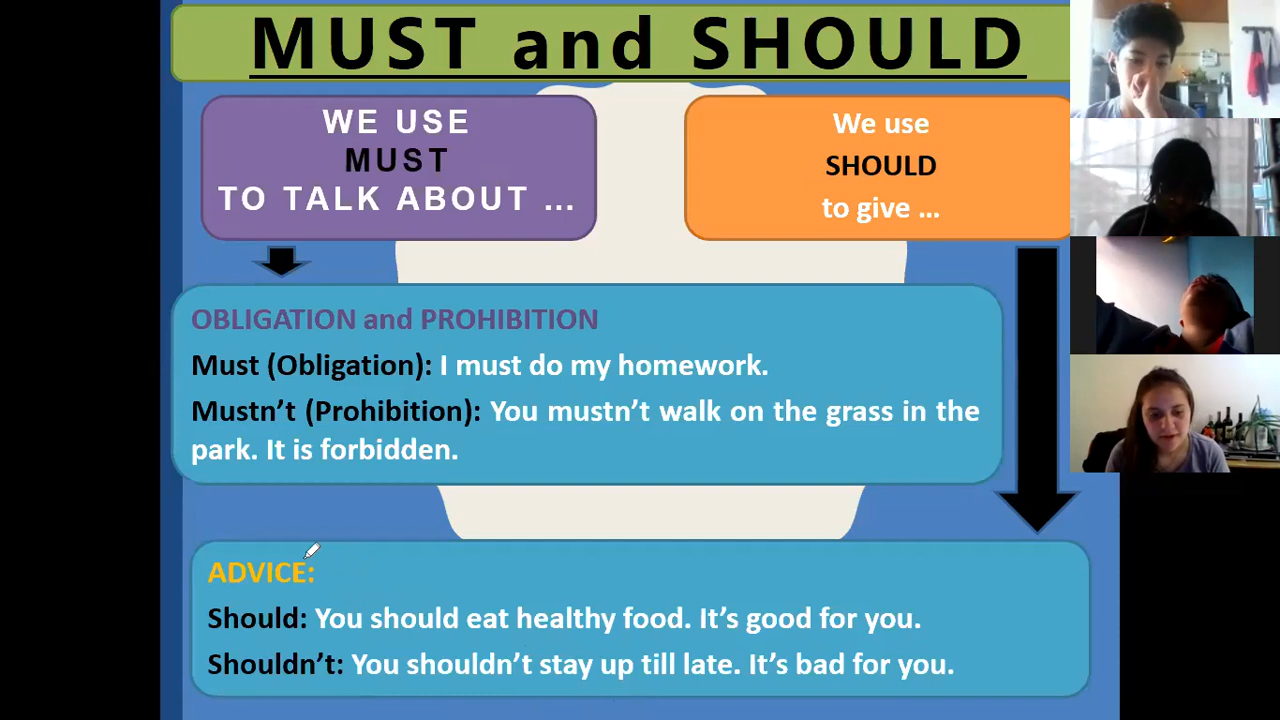 MUST and SHOULD
WE USE
MUST
TO TALK ABOUT ...
We use
SHOULD
to give ...
OBLIGATION and PROHIBITION
Must (Obligation): I must do my homework.
Mustn’t (Prohibition): You mustn’t walk on the grass in the
park. It is forbidden.
ADVICE:
Should: You should eat healthy food. It’s good for you.
Shouldn’t: You shouldn’t stay up till late. It’s bad for you.